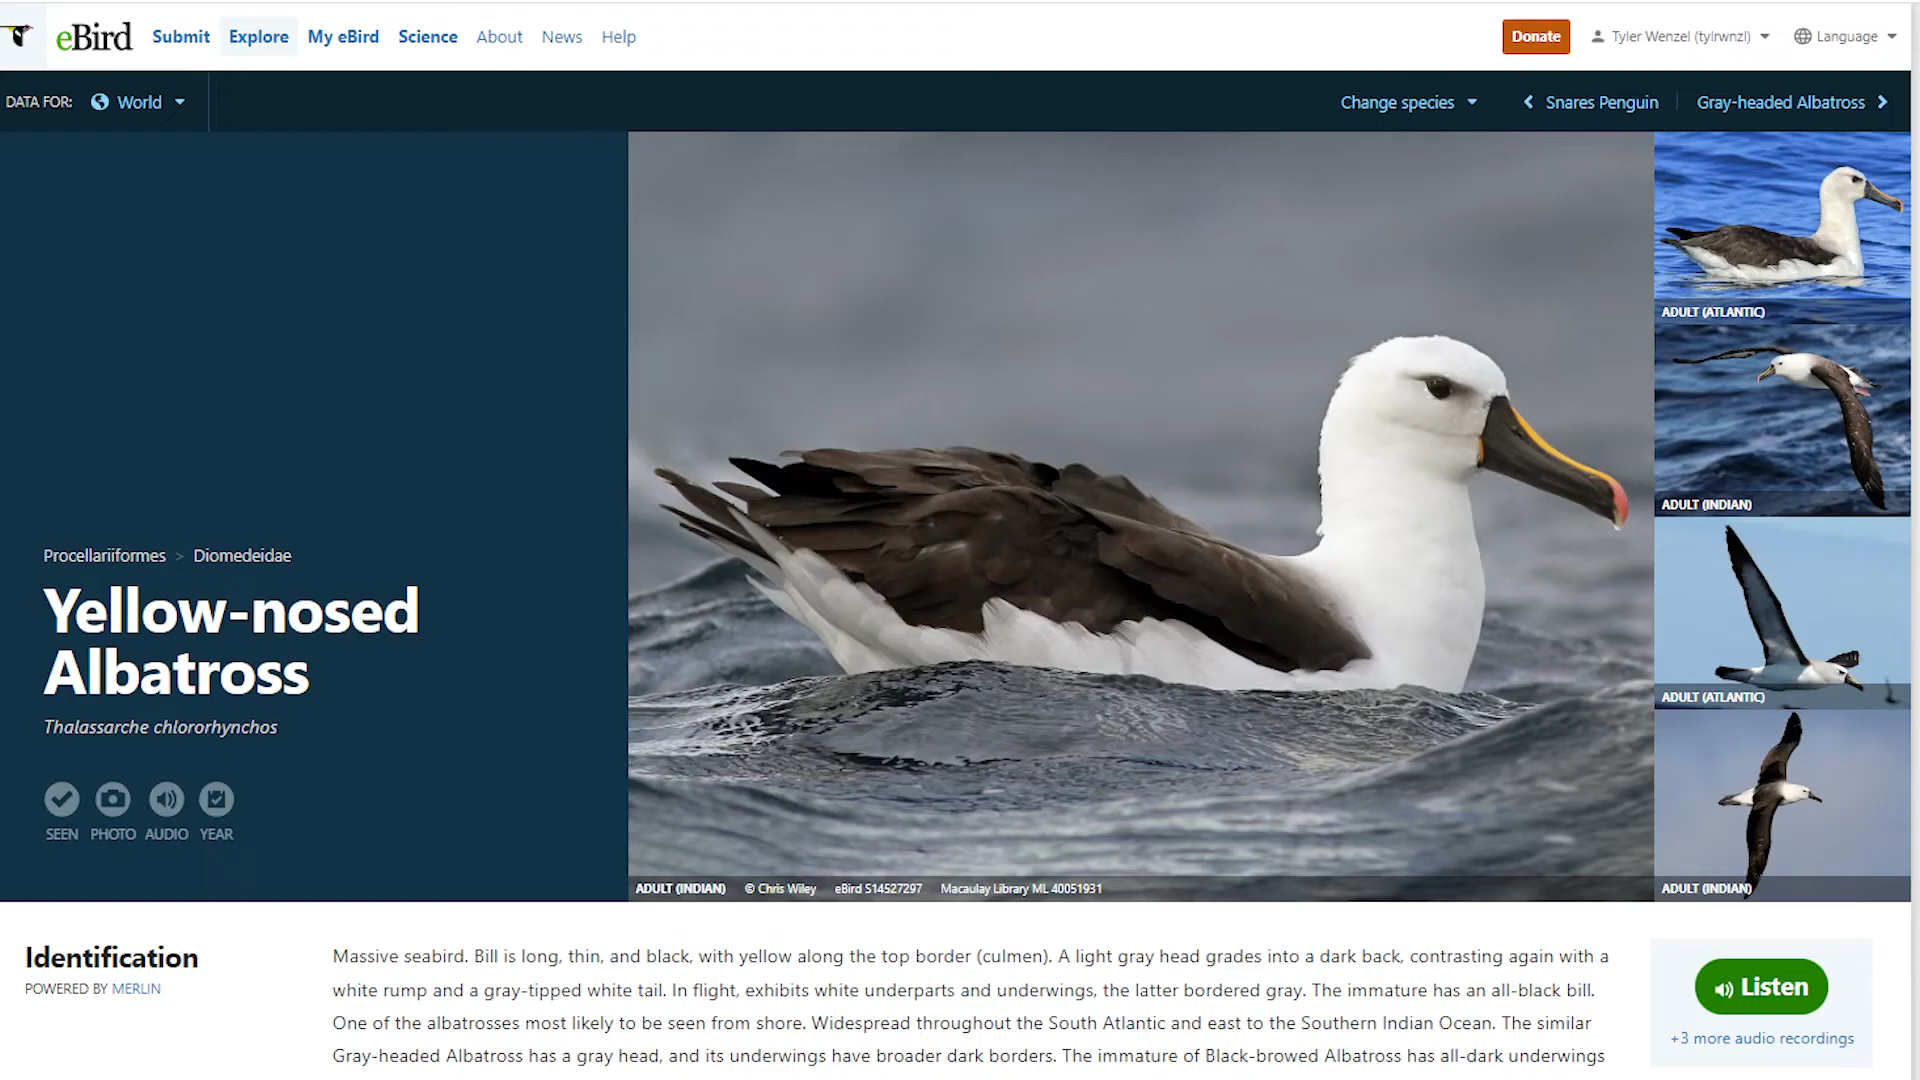 eBird Submit Explore My eBird Science About News Help Donate Tyler Wenzel (tylrwnzl) Language
DATA FOR: World Change species Snares Penguin Gray-headed Albatross
ADULT (ATLANTIC)
ADULT (INDIAN)
ADULT (ATLANTIC)
ADULT (INDIAN)
Procellariiformes > Diomedeidae
Yellow-nosed
Albatross
Thalassarche chlororhynchos
SEEN PHOTO AUDIO YEAR
ADULT (INDIAN) © Chris Wiley eBird S14527297 Macaulay Library ML 40051931
Identification
POWERED BY MERLIN
Massive seabird. Bill is long, thin, and black, with yellow along the top border (culmen). A light gray head grades into a dark back, contrasting again with a
white rump and a gray-tipped white tail. In flight, exhibits white underparts and underwings, the latter bordered gray. The immature has an all-black bill.
One of the albatrosses most likely to be seen from shore. Widespread throughout the South Atlantic and east to the Southern Indian Ocean. The similar
Gray-headed Albatross has a gray head, and its underwings have broader dark borders. The immature of Black-browed Albatross has all-dark underwings
Listen
+3 more audio recordings